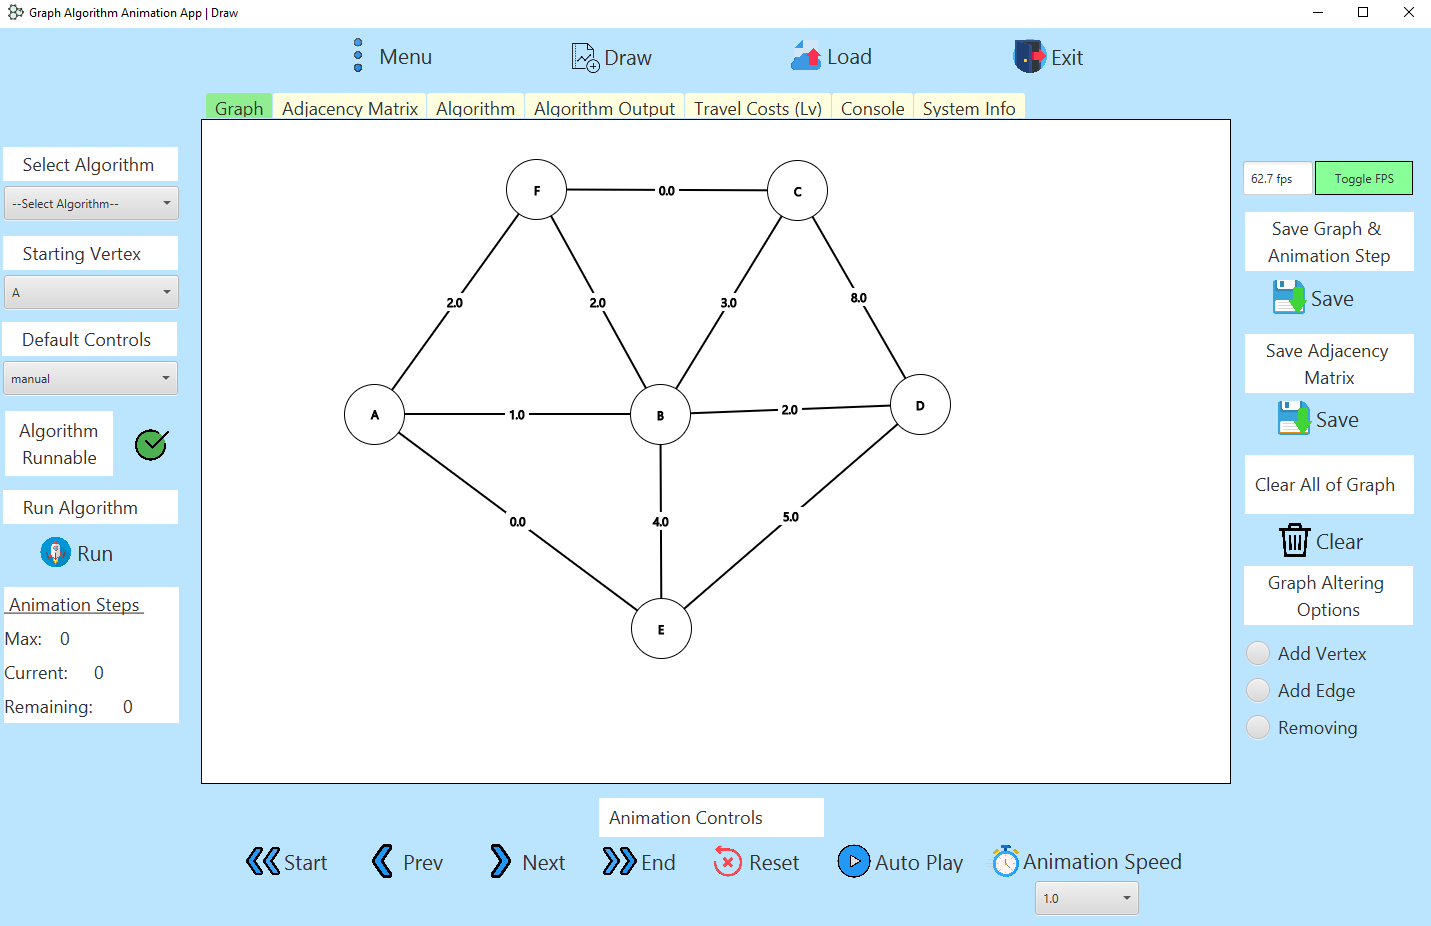 Graph Algorithm Animation App | Draw
Menu
Draw
Load
Exit
Graph
Adjacency Matrix
Algorithm
Algorithm Output
Travel Costs (Lv)
Console
System Info
Select Algorithm
--Select Algorithm--
Starting Vertex
A
Default Controls
manual
Algorithm
Runnable
Run Algorithm
Run
Animation Steps
Max: 0
Current: 0
Remaining: 0
F
0.0
C
2.0
2.0
3.0
8.0
A
1.0
B
2.0
D
0.0
4.0
5.0
E
62.7 fps
Toggle FPS
Save Graph &
Animation Step
Save
Save Adjacency
Matrix
Save
Clear All of Graph
Clear
Graph Altering
Options
Add Vertex
Add Edge
Removing
Animation Controls
Start
Prev
Next
End
Reset
Auto Play
Animation Speed
1.0